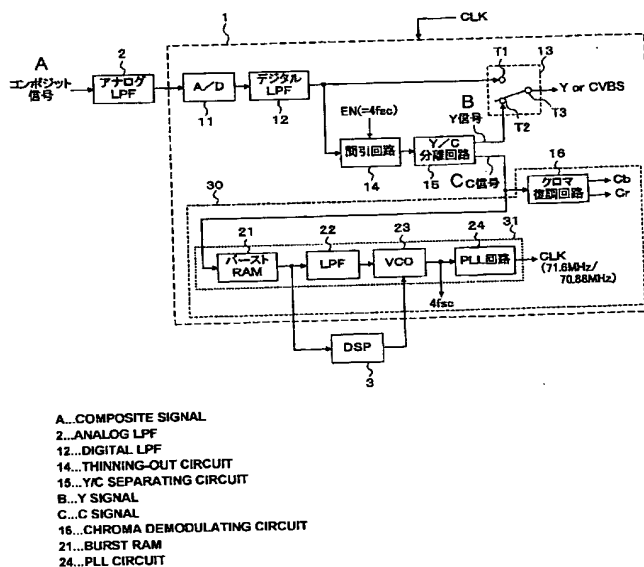 CLK
1
A
コンポジット
信号
2
アナログ
LPF
A/D
11
デジタル
LPF
12
T1
13
Y or CVBS
T3
T2
B
Y信号
EN(=4fsc)
間引回路
14
Y/C
分離回路
15
C C信号
16
クロマ
復調回路
Cb
Cr
30
31
21
バースト
RAM
22
LPF
23
VCO
24
PLL回路
CLK
(71.6MHz/
70.88MHz)
4fsc
DSP
3
A...COMPOSITE SIGNAL
2...ANALOG LPF
12...DIGITAL LPF
14...THINNING-OUT CIRCUIT
15...Y/C SEPARATING CIRCUIT
B...Y SIGNAL
C...C SIGNAL
16...CHROMA DEMODULATING CIRCUIT
21...BURST RAM
24...PLL CIRCUIT